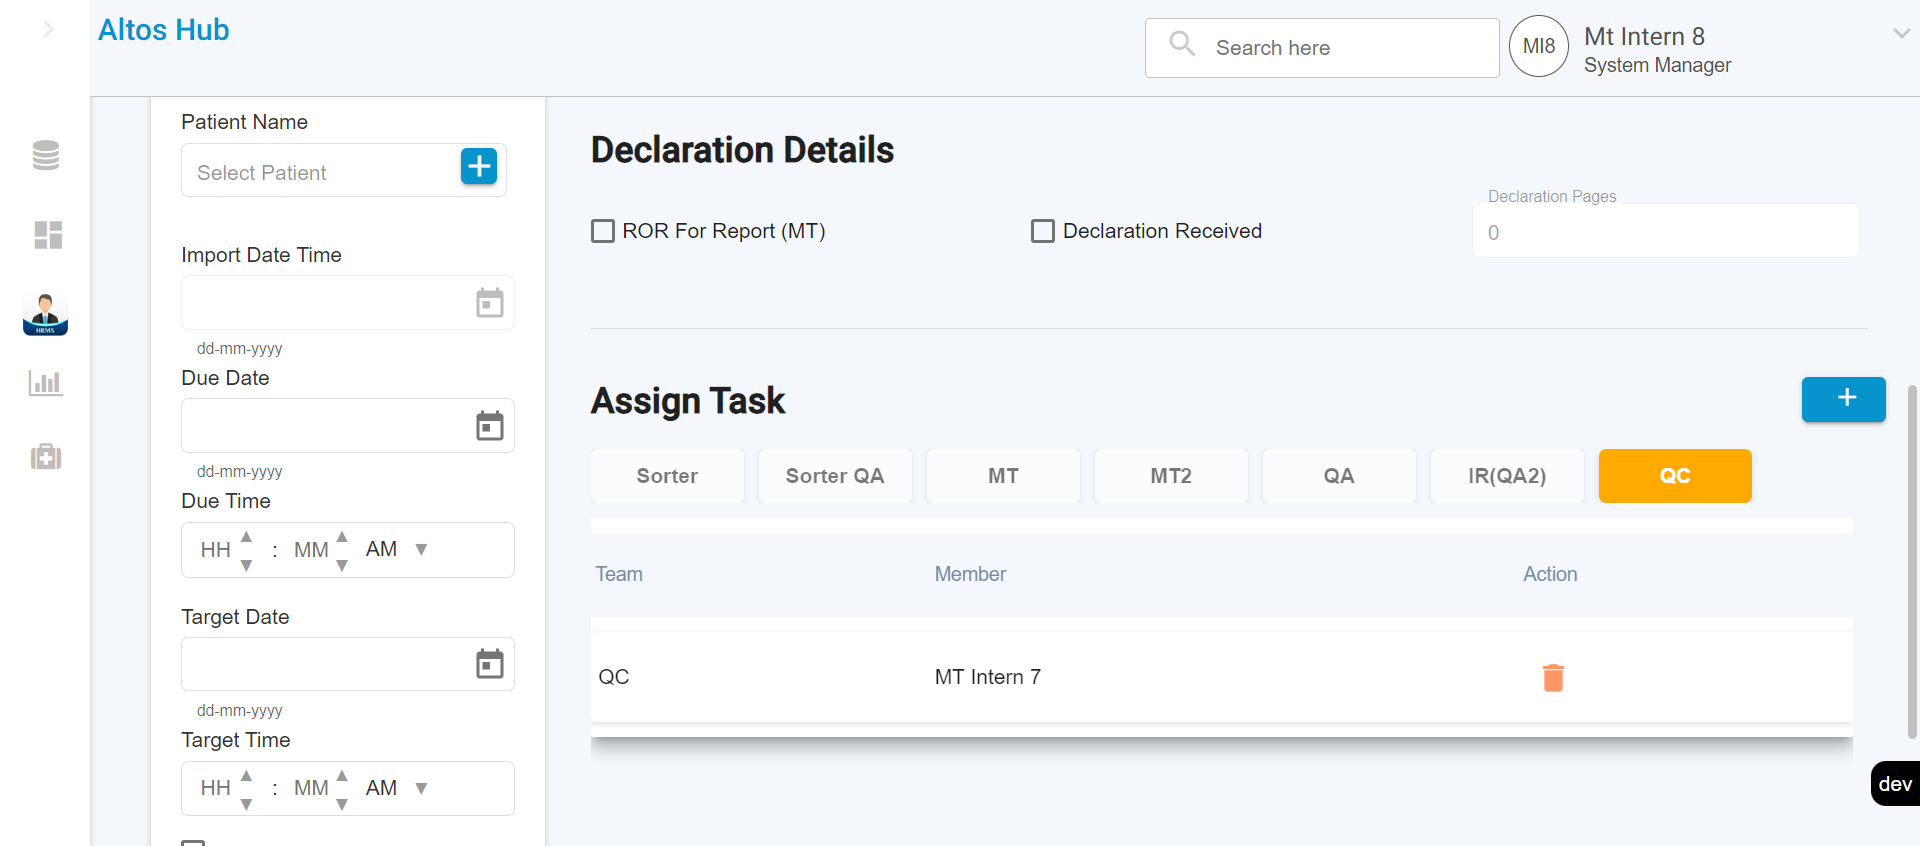 Altos Hub
Search here
MI8
Mt Intern 8
System Manager
HRMS
Patient Name
Select Patient
Import Date Time
dd-mm-yyyy
Due Date
dd-mm-yyyy
Due Time
HH : MM AM
Target Date
dd-mm-yyyy
Target Time
HH : MM AM
Declaration Details
ROR For Report (MT)
Declaration Received
Declaration Pages
0
Assign Task
+
Sorter Sorter QA MT MT2 QA IR(QA2) QC
Team Member Action
QC MT Intern 7
dev